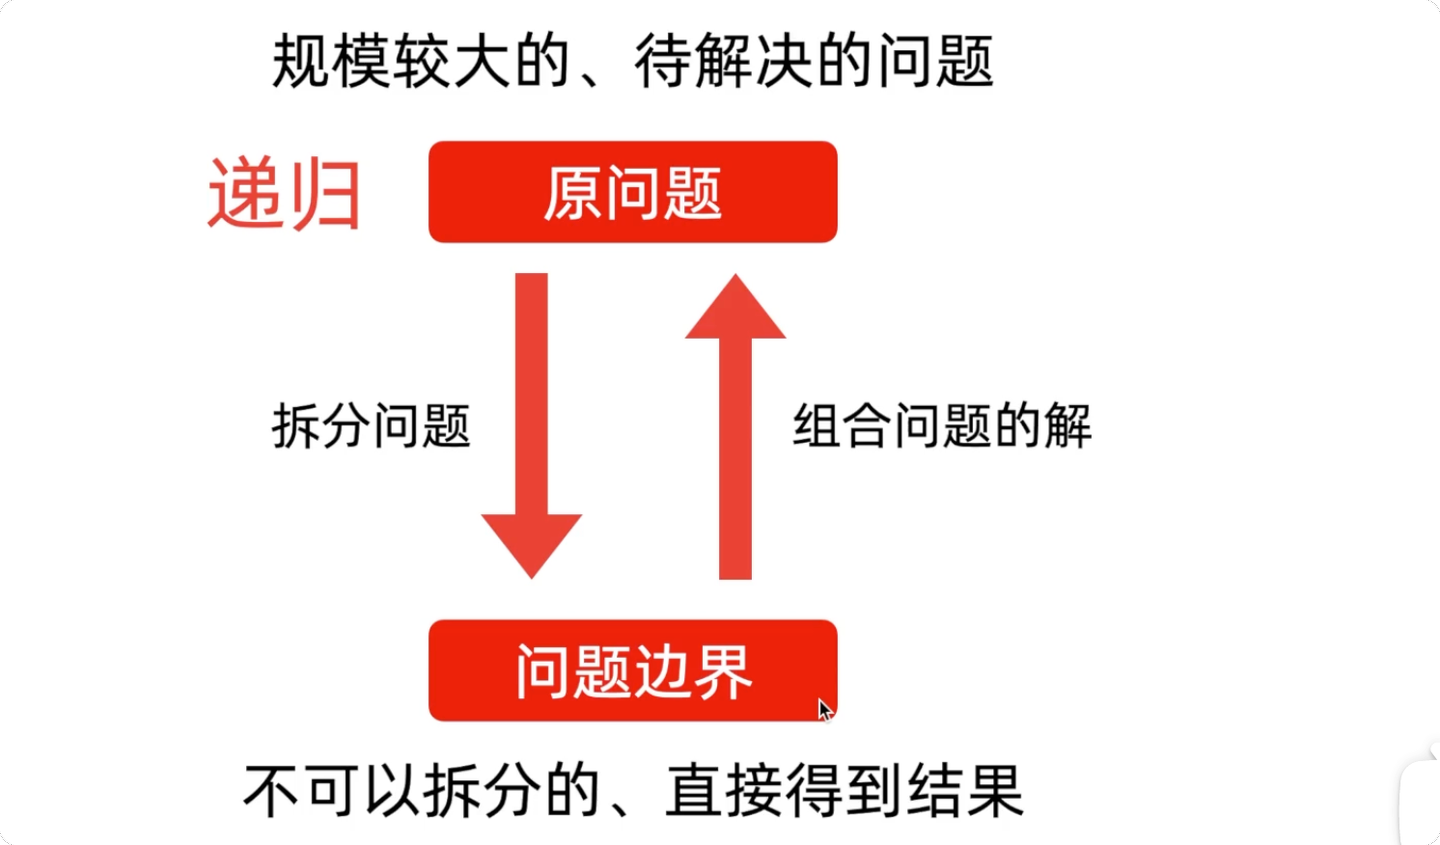 规模较大的、待解决的问题
递归
原问题
拆分问题
组合问题的解
问题边界
不可以拆分的、直接得到结果